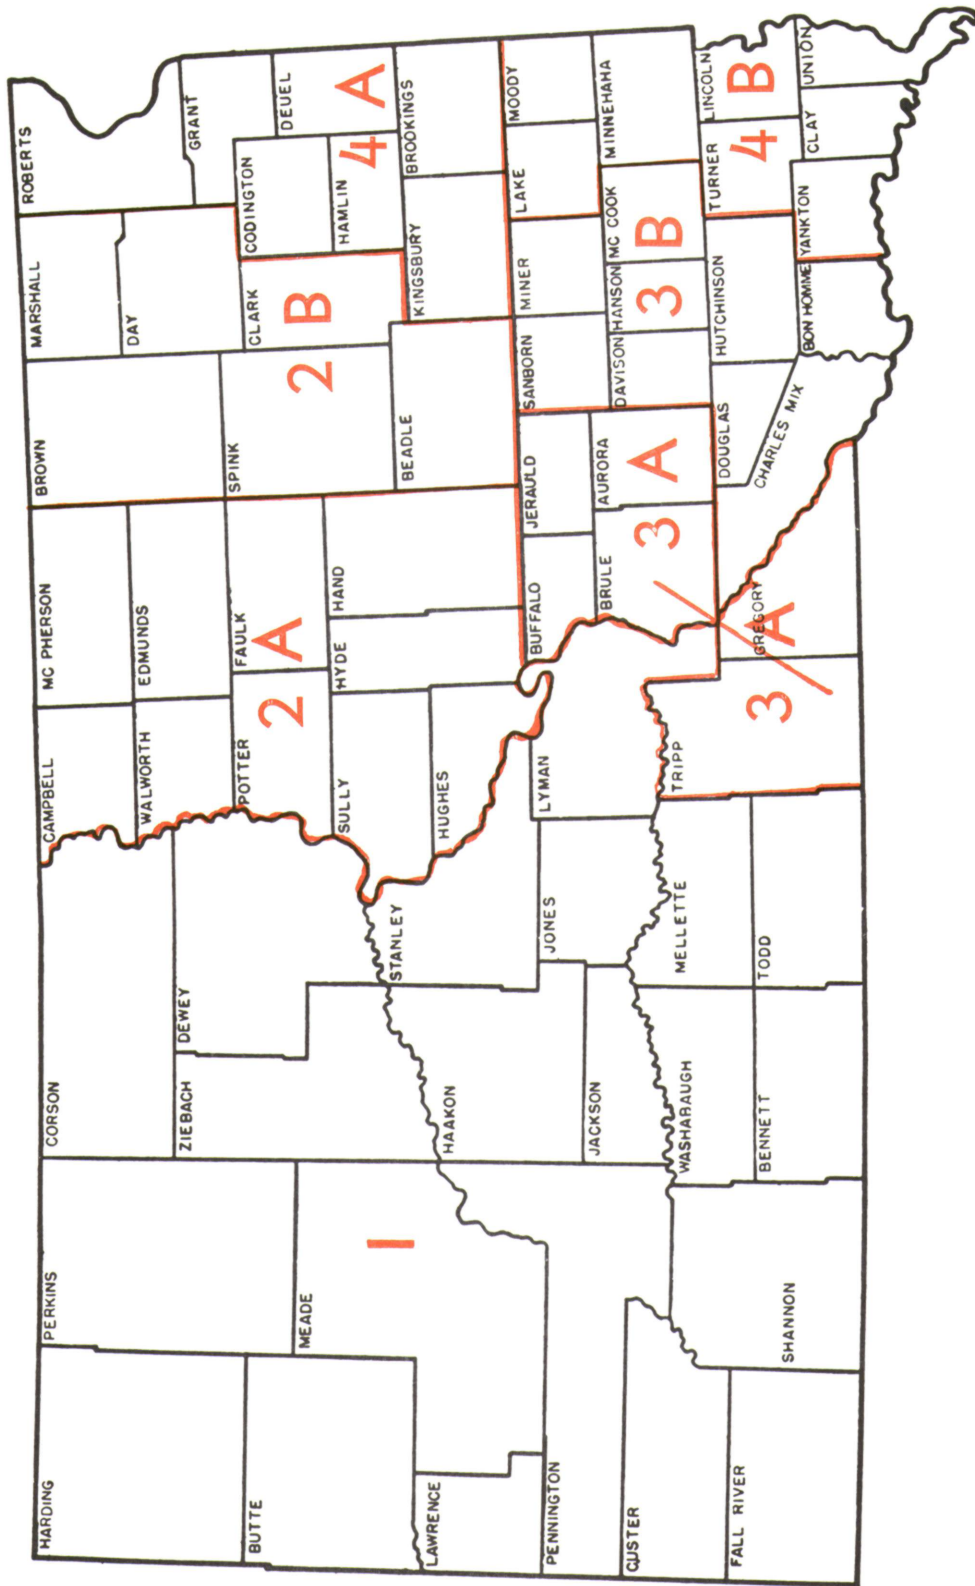 HARDING
PERKINS
CORSON
CAMPBELL
MC PHERSON
BROWN
MARSHALL
ROBERTS
WALWORTH
EDMUNDS
DAY
GRANT
BUTTE
MEADE
ZIEBACH
DEWEY
POTTER
FAULK
SPINK
CLARK
CODINGTON
DEUEL
2 A
2 B
4 A
HAMLIN
1
SULLY
HYDE
HAND
BEADLE
KINGSBURY
BROOKINGS
LAWRENCE
HAAKON
STANLEY
HUGHES
PENNINGTON
JACKSON
JONES
LYMAN
BUFFALO
JERAULD
SANBORN
MINER
LAKE
MOODY
BRULE
AURORA
DAVISON
HANSON
MC COOK
MINNEHAHA
3 A
3 B
CUSTER
WASHABAUGH
MELLETTE
TRIPP
GREGORY
3 A
DOUGLAS
HUTCHINSON
TURNER
LINCOLN
4 B
FALL RIVER
SHANNON
BENNETT
TODD
CHARLES MIX
BON HOMME
YANKTON
CLAY
UNION